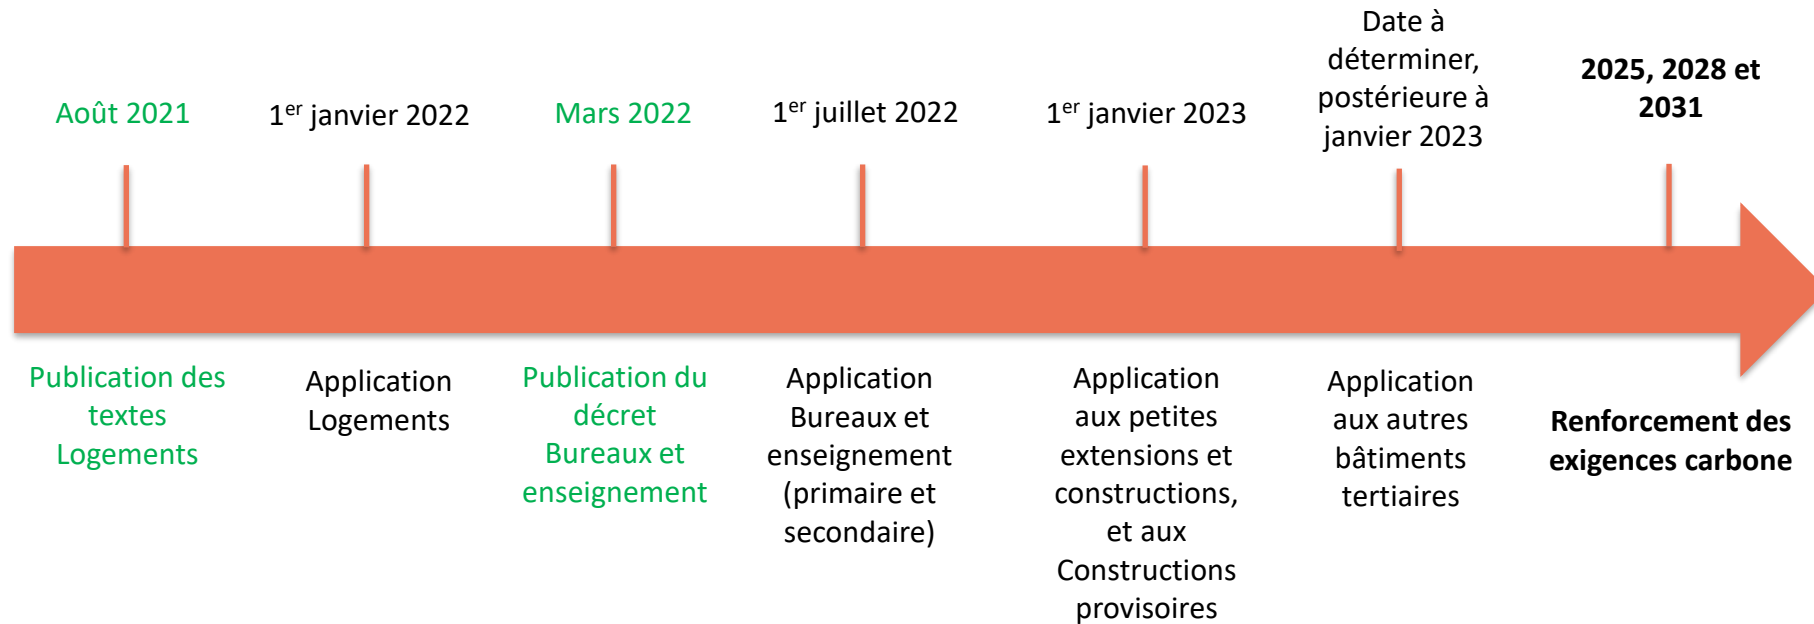 Août 2021
1er janvier 2022
Mars 2022
1er juillet 2022
1er janvier 2023
Date à
déterminer,
postérieure à
janvier 2023
2025, 2028 et
2031
Publication des
textes
Logements
Application
Logements
Publication du
décret
Bureaux et
enseignement
Application
Bureaux et
enseignement
(primaire et
secondaire)
Application
aux petites
extensions et
constructions,
et aux
Constructions
provisoires
Application
aux autres
bâtiments
tertiaires
Renforcement des
exigences carbone